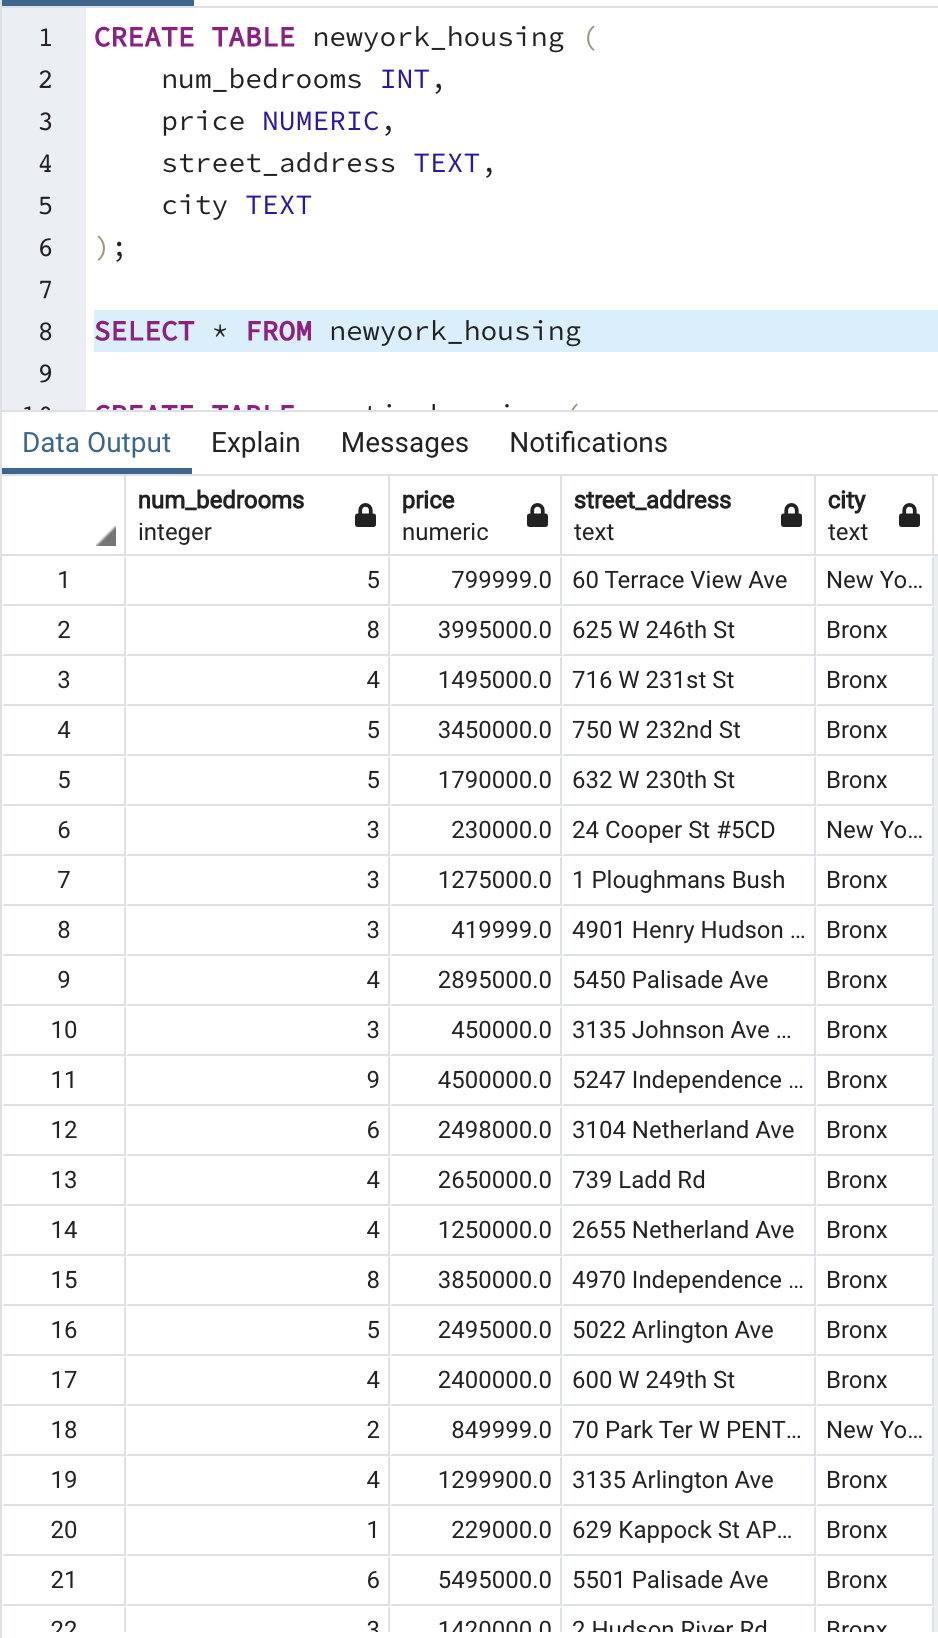 1 CREATE TABLE newyork_housing (
2 num_bedrooms INT,
3 price NUMERIC,
4 street_address TEXT,
5 city TEXT
6 );
7
8 SELECT * FROM newyork_housing
9
10 CREATE TABLE
Data Output Explain Messages Notifications
num_bedrooms price street_address city
integer numeric text text
1 5 799999.0 60 Terrace View Ave New Yo...
2 8 3995000.0 625 W 246th St Bronx
3 4 1495000.0 716 W 231st St Bronx
4 5 3450000.0 750 W 232nd St Bronx
5 5 1790000.0 632 W 230th St Bronx
6 3 230000.0 24 Cooper St #5CD New Yo...
7 3 1275000.0 1 Ploughmans Bush Bronx
8 3 419999.0 4901 Henry Hudson ... Bronx
9 4 2895000.0 5450 Palisade Ave Bronx
10 3 450000.0 3135 Johnson Ave ... Bronx
11 9 4500000.0 5247 Independence ... Bronx
12 6 2498000.0 3104 Netherland Ave Bronx
13 4 2650000.0 739 Ladd Rd Bronx
14 4 1250000.0 2655 Netherland Ave Bronx
15 8 3850000.0 4970 Independence ... Bronx
16 5 2495000.0 5022 Arlington Ave Bronx
17 4 2400000.0 600 W 249th St Bronx
18 2 849999.0 70 Park Ter W PENT... New Yo...
19 4 1299900.0 3135 Arlington Ave Bronx
20 1 229000.0 629 Kappock St AP... Bronx
21 6 5495000.0 5501 Palisade Ave Bronx
22 3 1420000.0 2 Hudson River Rd Bronx